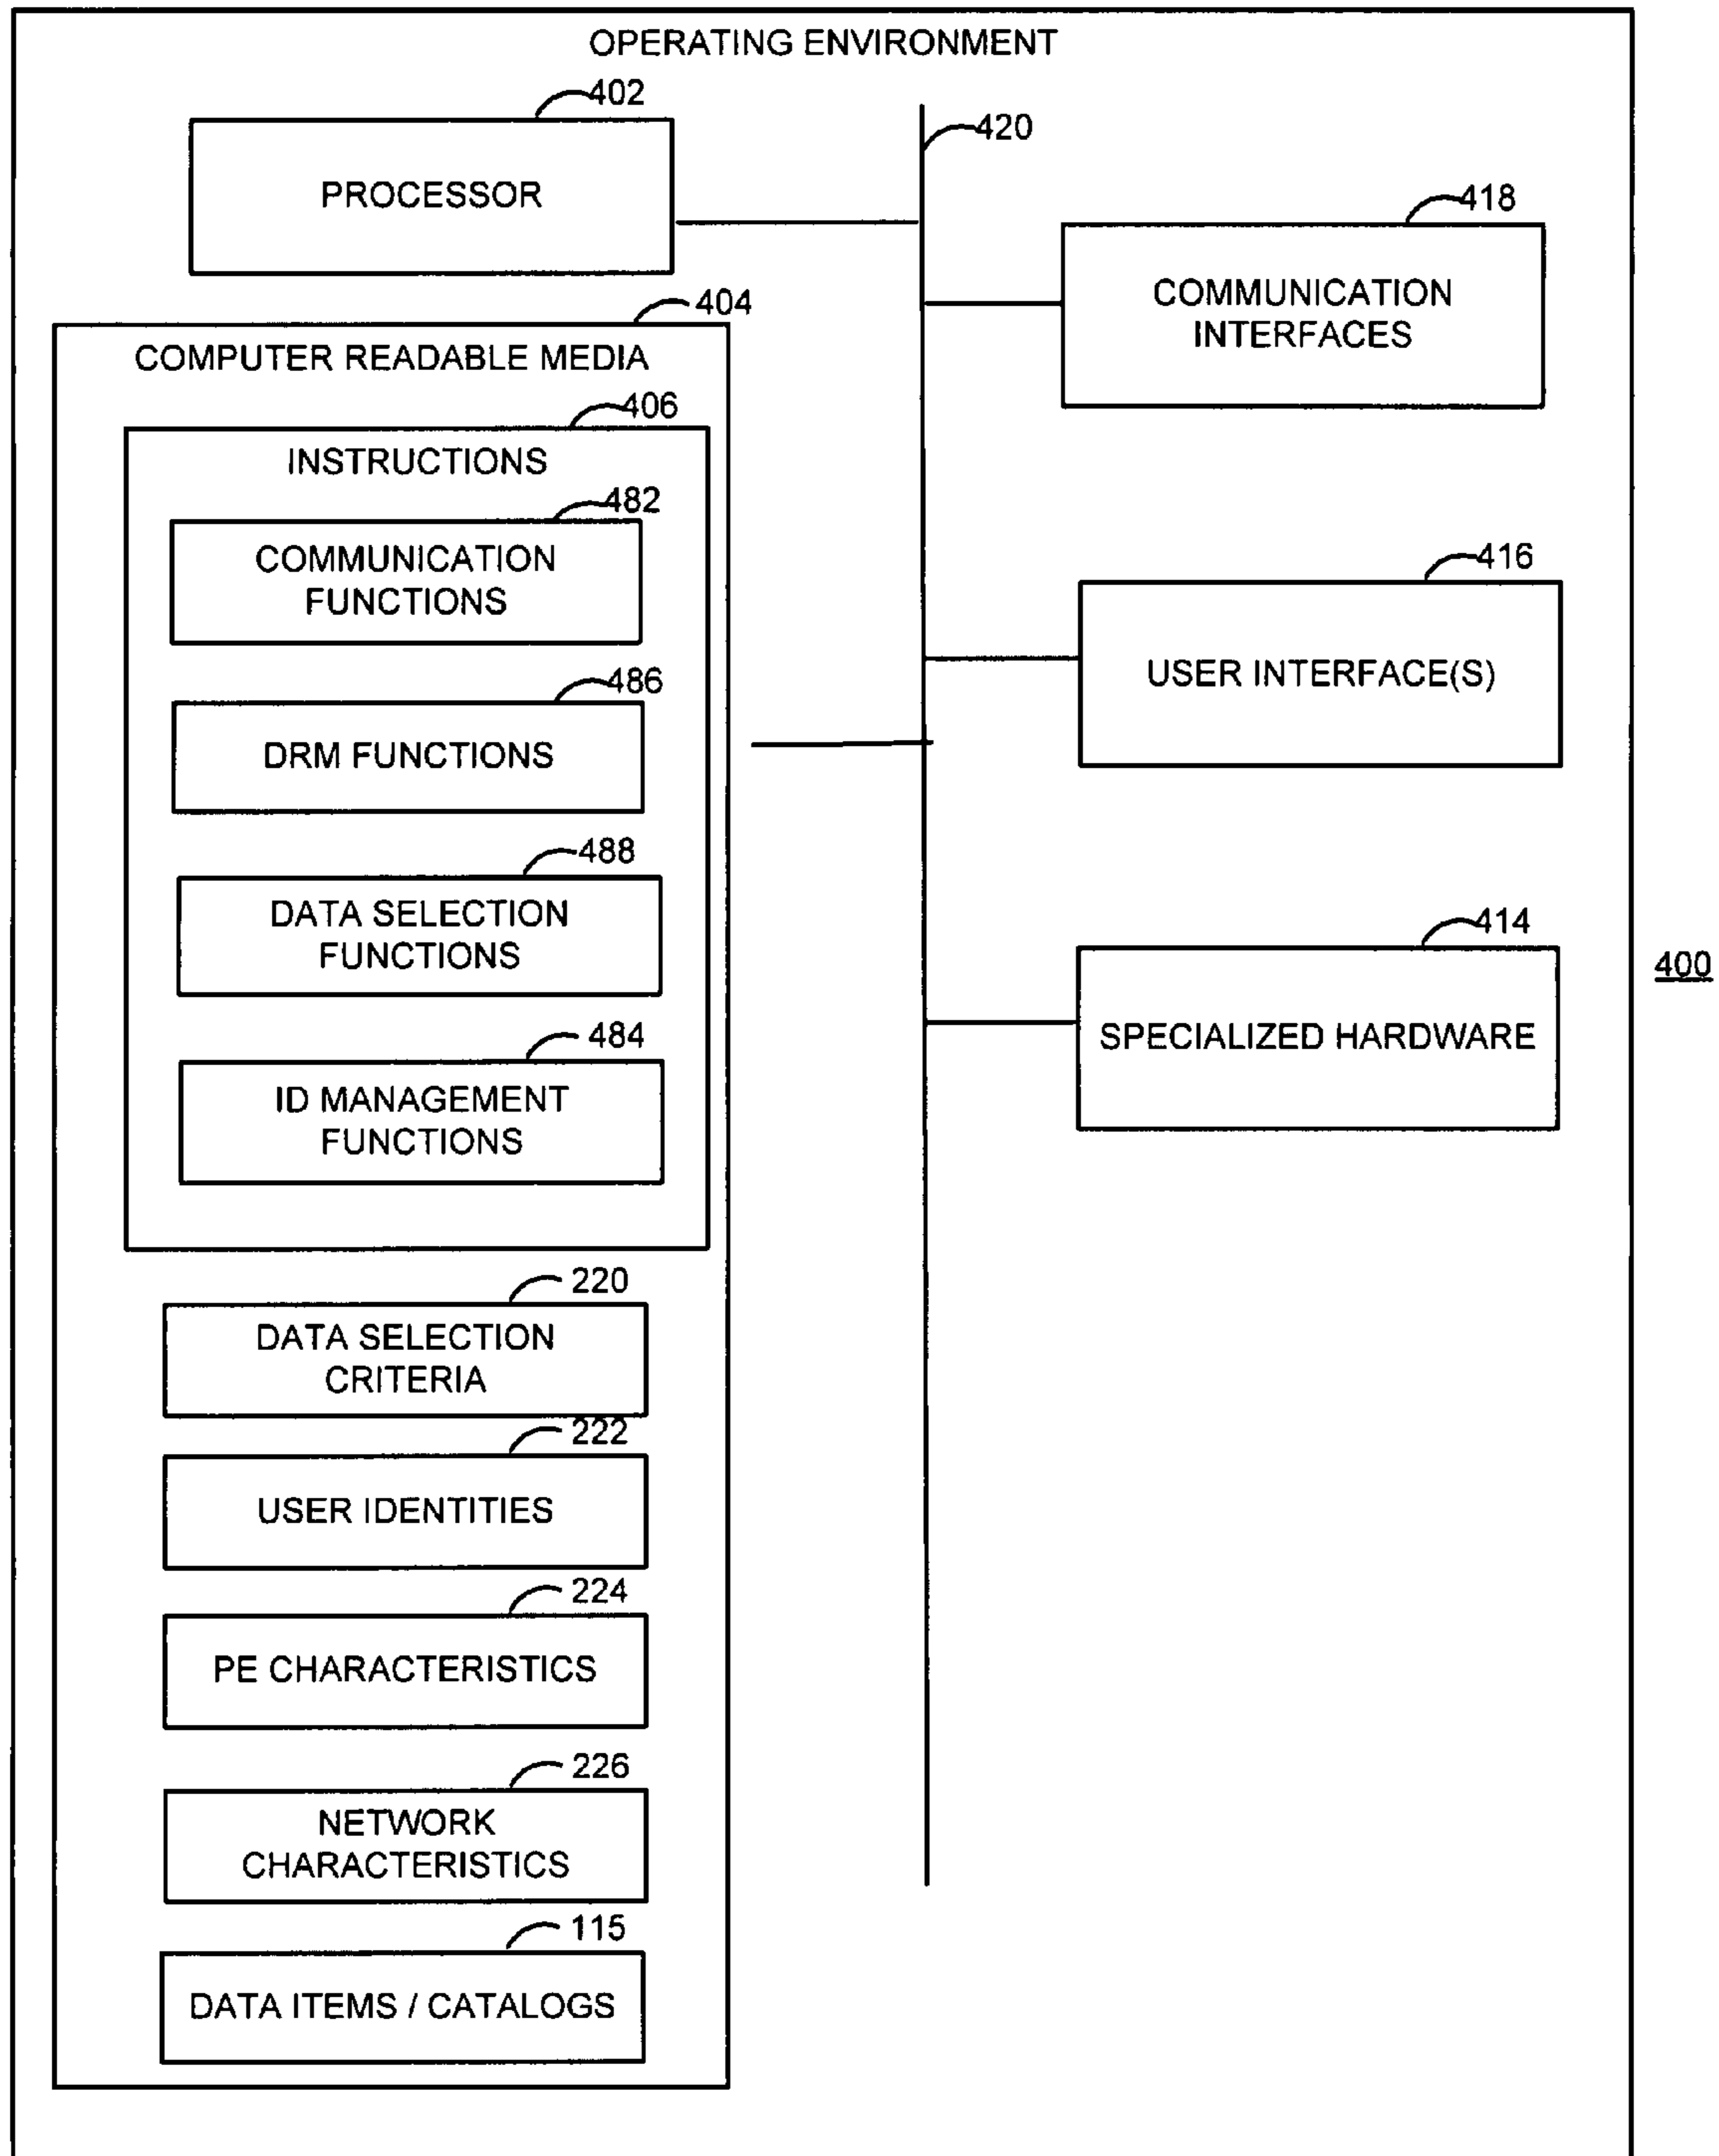 OPERATING ENVIRONMENT
402
PROCESSOR
420
418
COMMUNICATION
INTERFACES
404
COMPUTER READABLE MEDIA
406
INSTRUCTIONS
482
COMMUNICATION
FUNCTIONS
416
USER INTERFACE(S)
486
DRM FUNCTIONS
488
DATA SELECTION
FUNCTIONS
414
SPECIALIZED HARDWARE
400
484
ID MANAGEMENT
FUNCTIONS
220
DATA SELECTION
CRITERIA
222
USER IDENTITIES
224
PE CHARACTERISTICS
226
NETWORK
CHARACTERISTICS
115
DATA ITEMS / CATALOGS